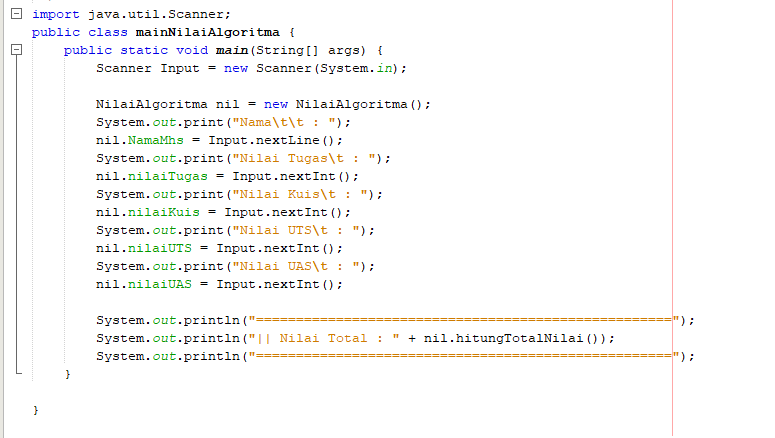 import java.util.Scanner;
public class mainNilaiAlgoritma {
public static void main(String[] args) {
Scanner Input = new Scanner(System.in);
NilaiAlgoritma nil = new NilaiAlgoritma();
System.out.print("Nama\t\t : ");
nil.NamaMhs = Input.nextLine();
System.out.print("Nilai Tugas\t : ");
nil.nilaiTugas = Input.nextInt();
System.out.print("Nilai Kuis\t : ");
nil.nilaiKuis = Input.nextInt();
System.out.print("Nilai UTS\t : ");
nil.nilaiUTS = Input.nextInt();
System.out.print("Nilai UAS\t : ");
nil.nilaiUAS = Input.nextInt();
System.out.println("====================================================");
System.out.println("|| Nilai Total : " + nil.hitungTotalNilai());
System.out.println("====================================================");
}
}